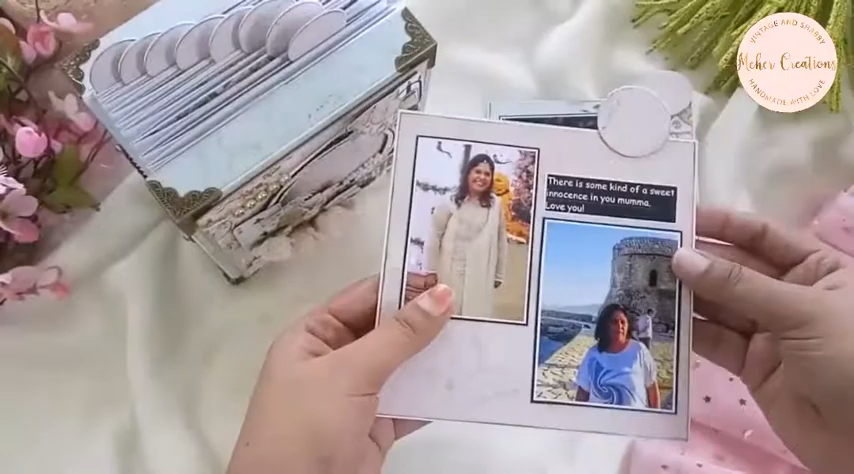 VINTAGE AND SHABBY
Meher Creations
HANDMADE WITH LOVE
There is some kind of a sweet
innocence in you mumma.
Love you!